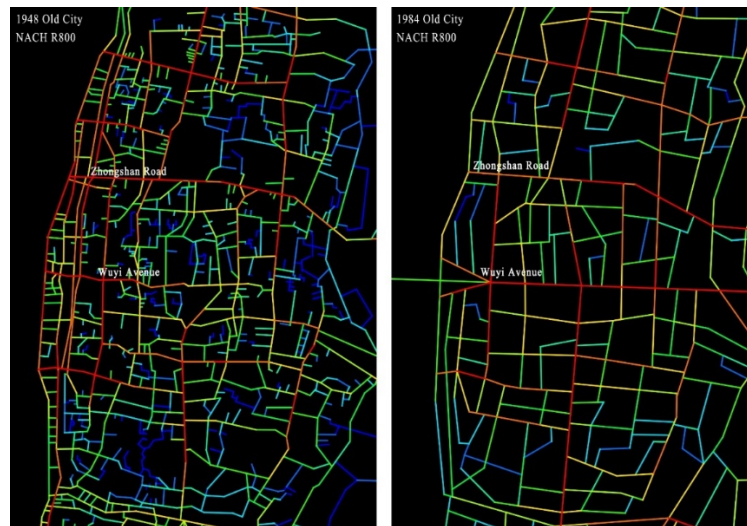 1948 Old City
NACH R800
Zhongshan Road
Wuyi Avenue
1984 Old City
NACH R800
Zhongshan Road
Wuyi Avenue